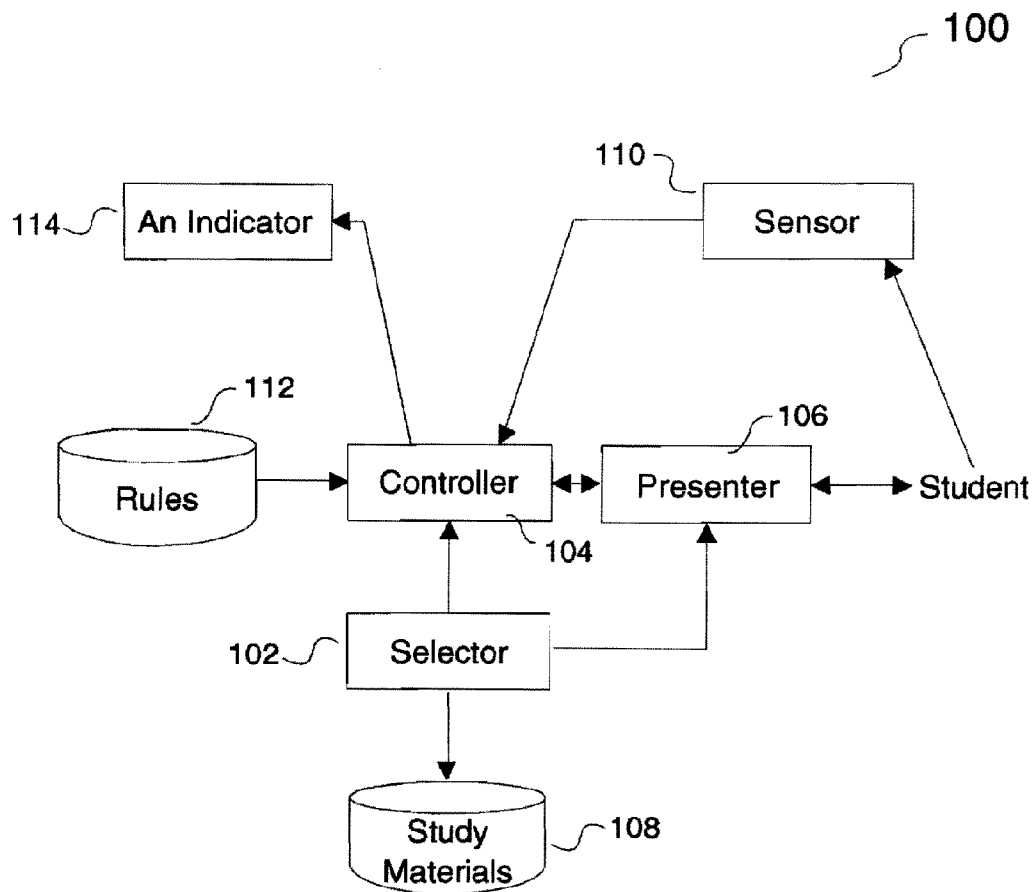 100
110
114
An Indicator
Sensor
112
106
Rules
Controller
Presenter
Student
104
102
Selector
Study
Materials
108